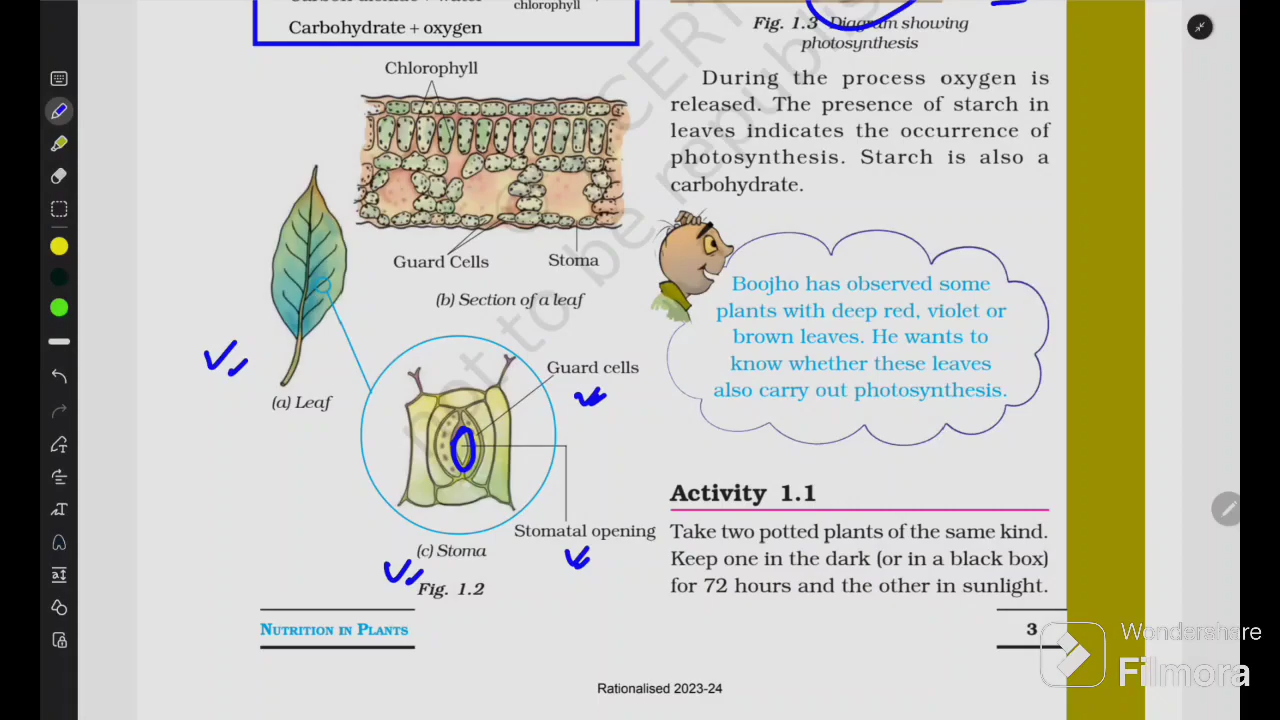 chlorophyll
Carbohydrate + oxygen
Chlorophyll
Guard Cells
Stoma
(b) Section of a leaf
(a) Leaf
Guard cells
Stomatal opening
(c) Stoma
Fig. 1.2
NUTRITION IN PLANTS
Fig. 1.3 Diagram showing
photosynthesis
During the process oxygen is
released. The presence of starch in
leaves indicates the occurrence of
photosynthesis. Starch is also a
carbohydrate.
Boojho has observed some
plants with deep red, violet or
brown leaves. He wants to
know whether these leaves
also carry out photosynthesis.
Activity 1.1
Take two potted plants of the same kind.
Keep one in the dark (or in a black box)
for 72 hours and the other in sunlight.
3
Rationalised 2023-24
not to be republish
Wondershare
Filmora